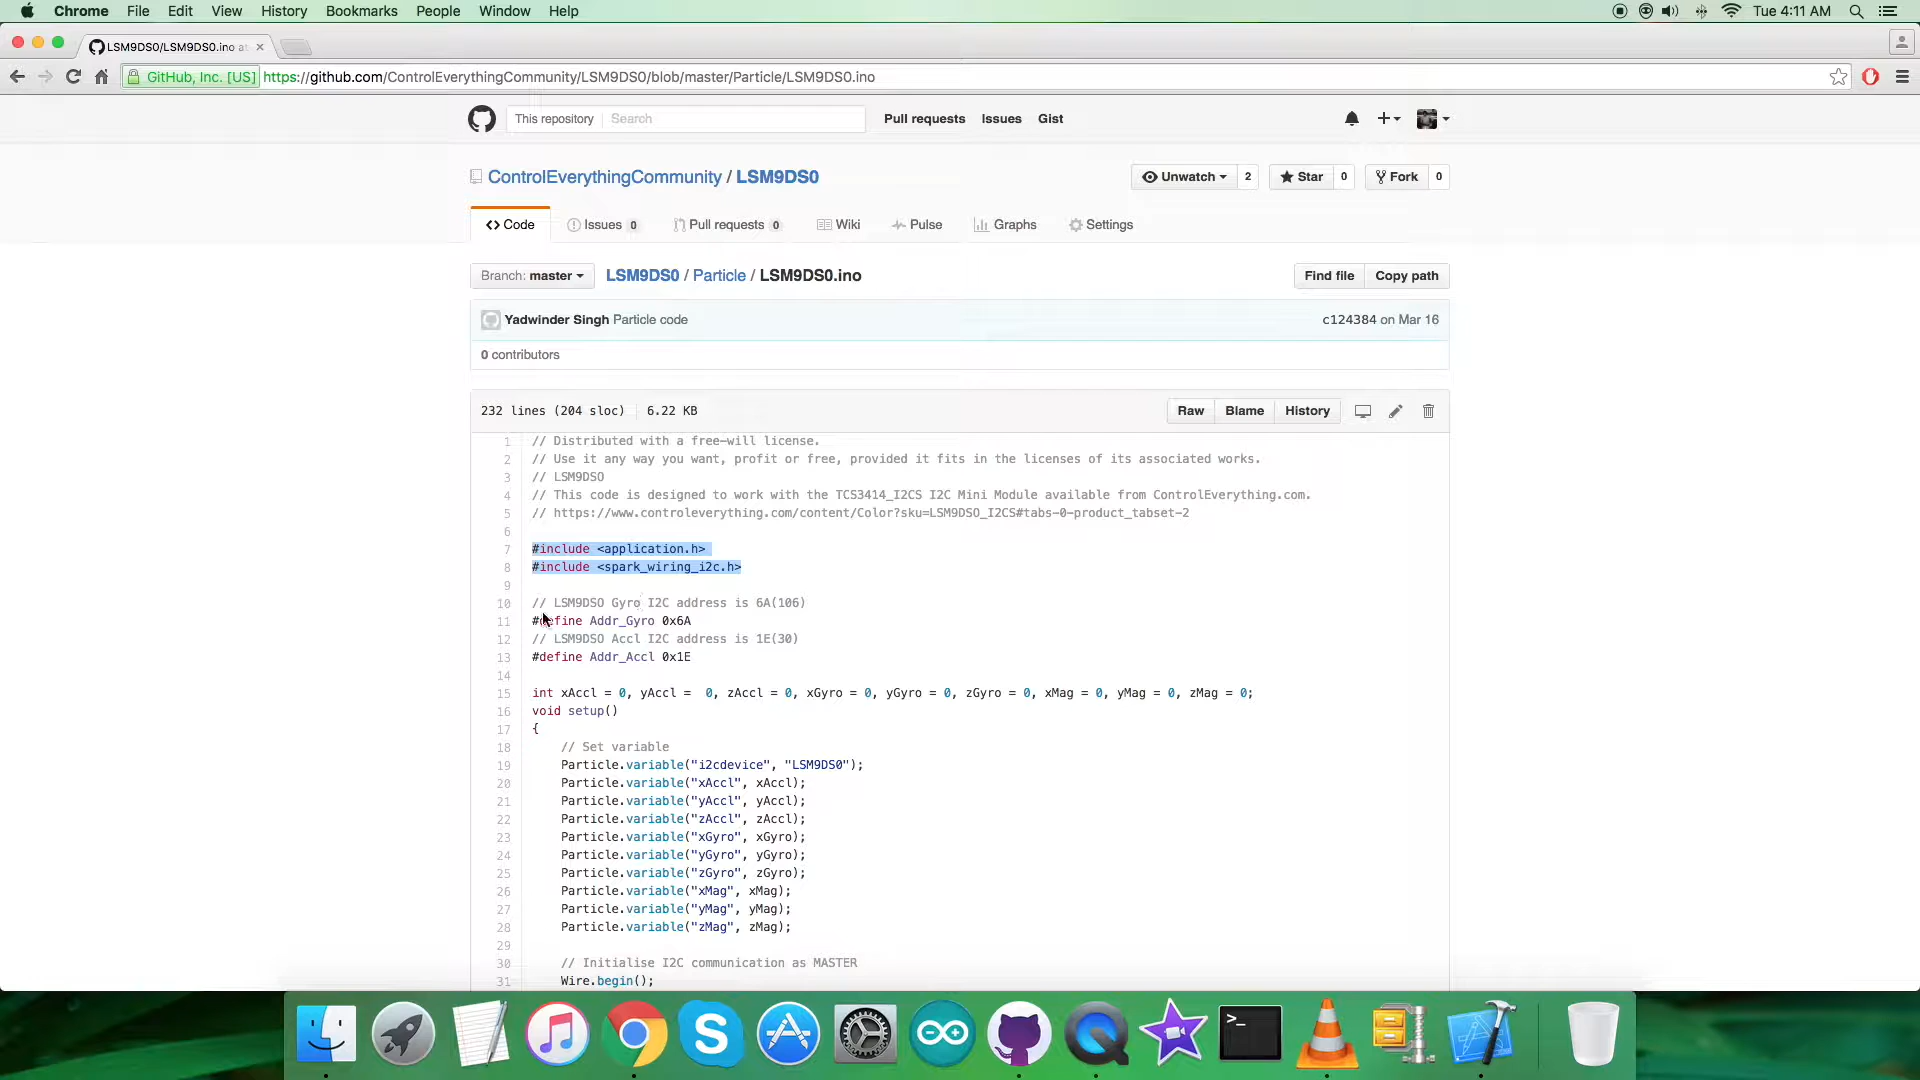 Chrome File Edit View History Bookmarks People Window Help Tue 4:11 AM
LSM9DS0/LSM9DS0.ino at
GitHub, Inc. [US] https://github.com/ControlEverythingCommunity/LSM9DS0/blob/master/Particle/LSM9DS0.ino
This repository Search Pull requests Issues Gist
ControlEverythingCommunity / LSM9DS0 Unwatch 2 Star 0 Fork 0
Code Issues 0 Pull requests 0 Wiki Pulse Graphs Settings
Branch: master LSM9DS0 / Particle / LSM9DS0.ino Find file Copy path
Yadwinder Singh Particle code c124384 on Mar 16
0 contributors
232 lines (204 sloc) 6.22 KB Raw Blame History
1 // Distributed with a free-will license.
2 // Use it any way you want, profit or free, provided it fits in the licenses of its associated works.
3 // LSM9DSO
4 // This code is designed to work with the TCS3414_I2CS I2C Mini Module available from ControlEverything.com.
5 // https://www.controleverything.com/content/Color?sku=LSM9DSO_I2CS#tabs-0-product_tabset-2
6
7 #include <application.h>
8 #include <spark_wiring_i2c.h>
9
10 // LSM9DSO Gyro I2C address is 6A(106)
11 #define Addr_Gyro 0x6A
12 // LSM9DSO Accl I2C address is 1E(30)
13 #define Addr_Accl 0x1E
14
15 int xAccl = 0, yAccl =  0, zAccl = 0, xGyro = 0, yGyro = 0, zGyro = 0, xMag = 0, yMag = 0, zMag = 0;
16 void setup()
17 {
18 // Set variable
19 Particle.variable("i2cdevice", "LSM9DS0");
20 Particle.variable("xAccl", xAccl);
21 Particle.variable("yAccl", yAccl);
22 Particle.variable("zAccl", zAccl);
23 Particle.variable("xGyro", xGyro);
24 Particle.variable("yGyro", yGyro);
25 Particle.variable("zGyro", zGyro);
26 Particle.variable("xMag", xMag);
27 Particle.variable("yMag", yMag);
28 Particle.variable("zMag", zMag);
29
30 // Initialise I2C communication as MASTER
31 Wire.begin();